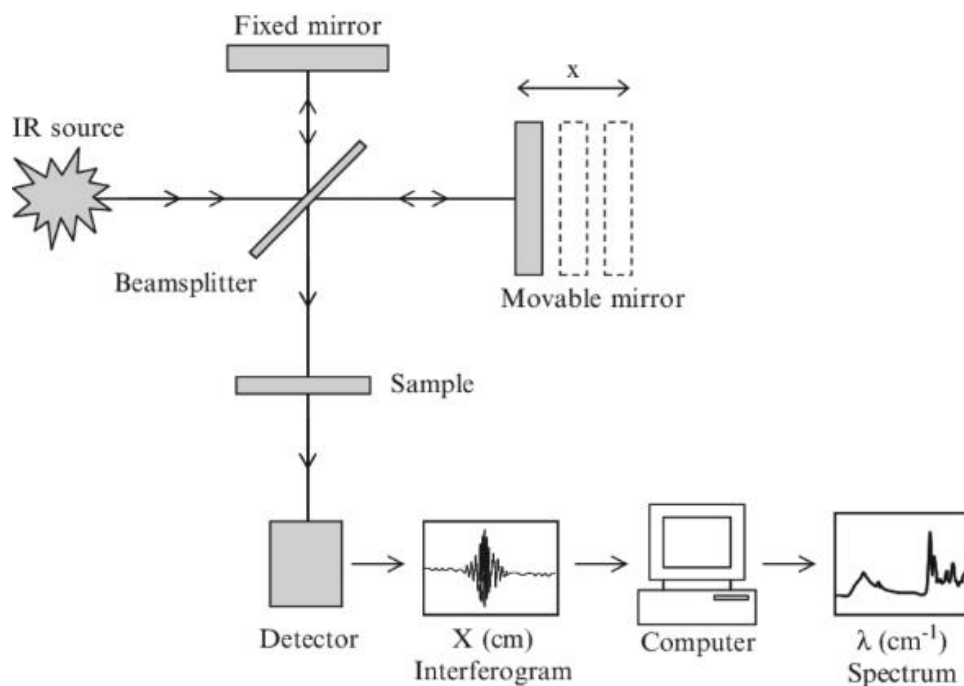 Fixed mirror
x
IR source
Beamsplitter
Movable mirror
Sample
Detector
X (cm)
Interferogram
Computer
λ (cm⁻¹)
Spectrum